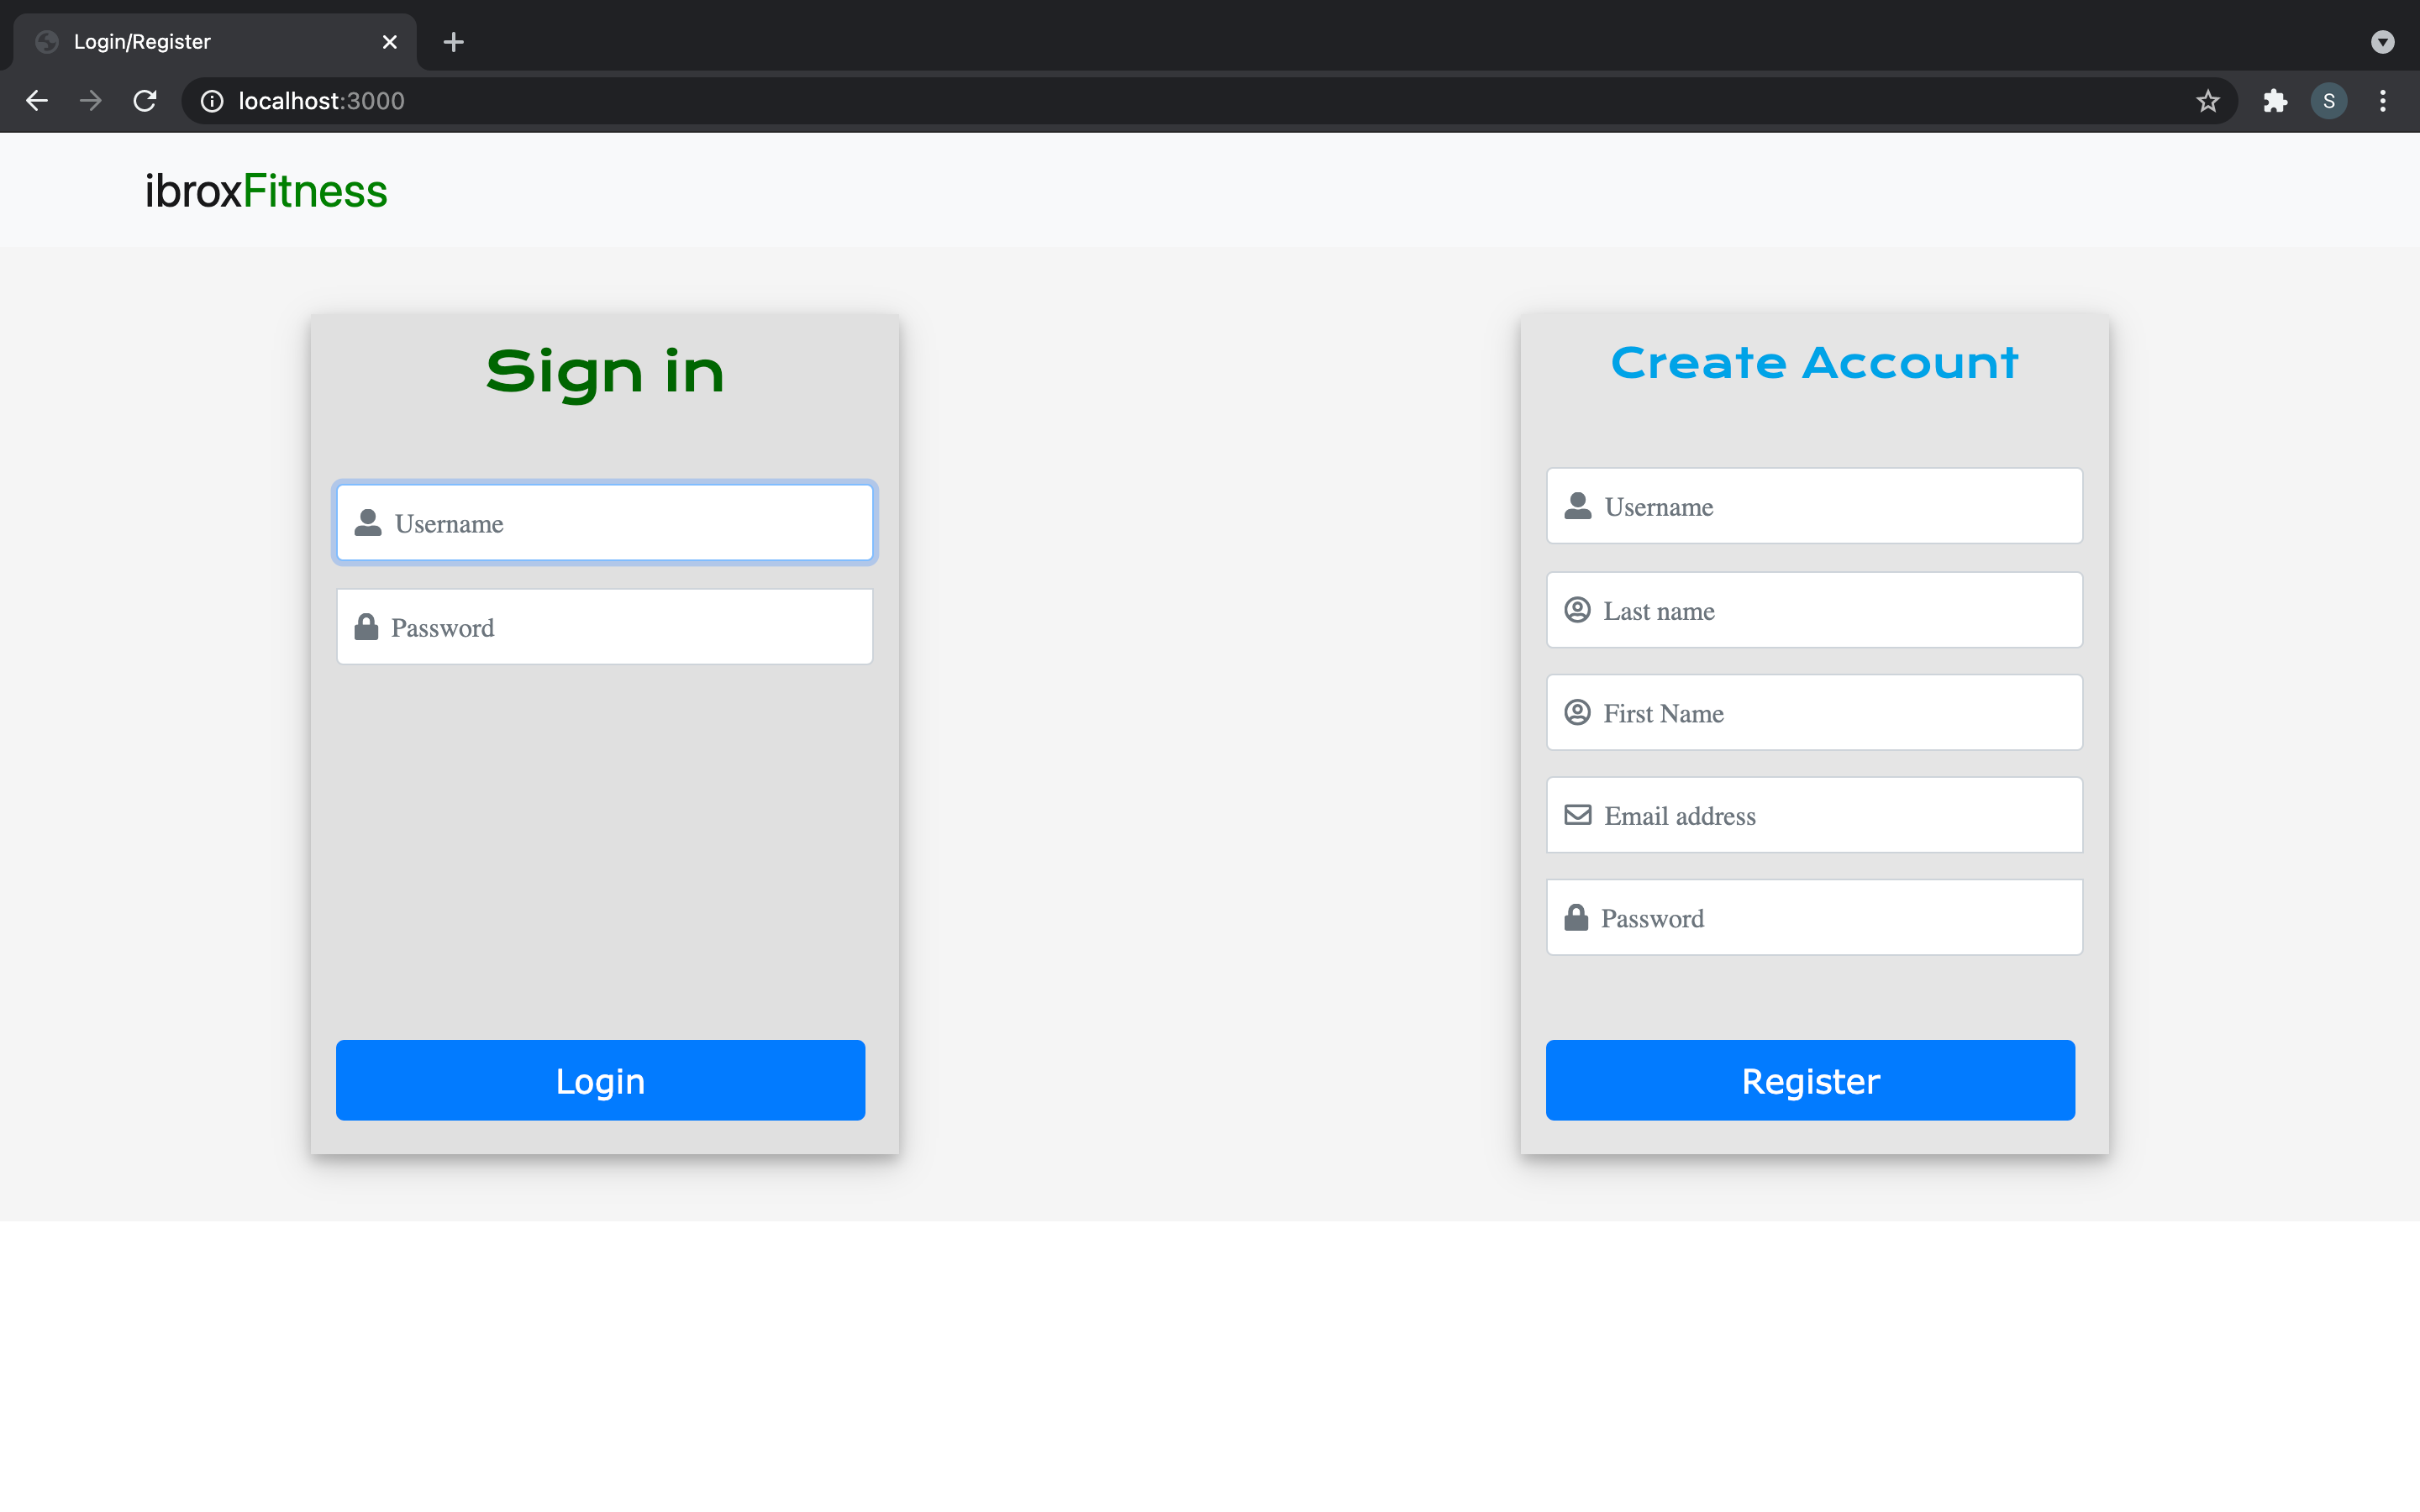 Login/Register
localhost:3000
S
ibroxFitness
Sign in
Username
Password
Login
Create Account
Username
Last name
First Name
Email address
Password
Register